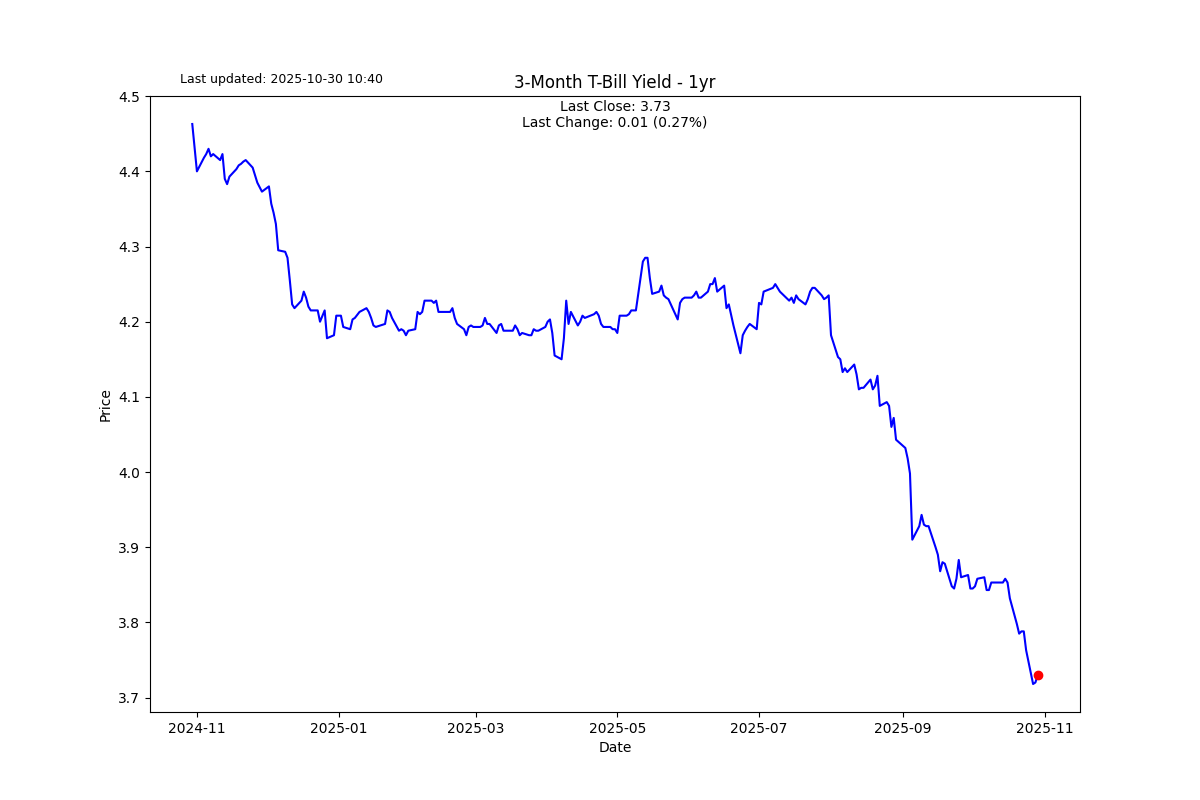 Last updated: 2025-10-30 10:40
3-Month T-Bill Yield - 1yr
Last Close: 3.73
Last Change: 0.01 (0.27%)
4.5
4.4
4.3
4.2
4.1
4.0
3.9
3.8
3.7
Price
2024-11
2025-01
2025-03
2025-05
2025-07
2025-09
2025-11
Date